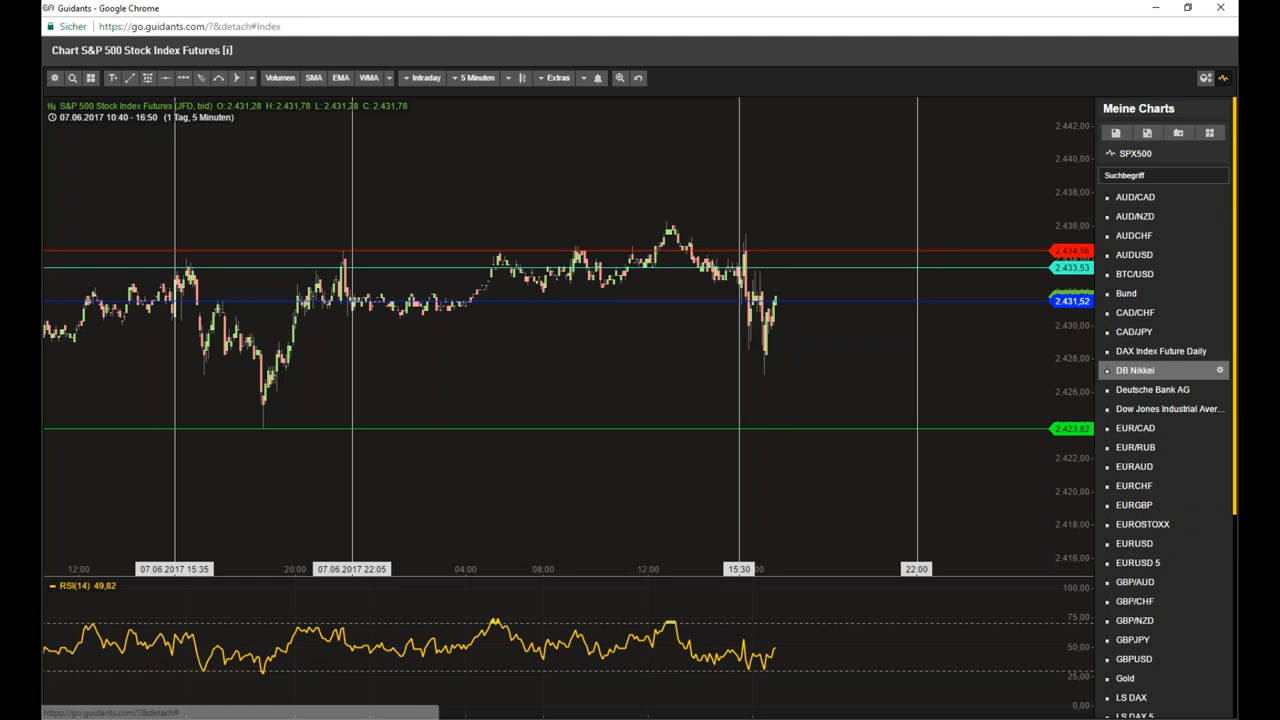 Guidants - Google Chrome
Sicher https://go.guidants.com/?&detach#Index
Chart S&P 500 Stock Index Futures [i]
Volumen SMA EMA WMA Intraday 5 Minuten Extras
S&P 500 Stock Index Futures (JFD, bid) O: 2.431,28 H: 2.431,78 L: 2.431,28 C: 2.431,78
07.06.2017 10:40 - 16:50 (1 Tag, 5 Minuten)
2.442,00
2.440,00
2.438,00
2.436,00
2.434,56
2.433,53
2.431,52
2.430,00
2.428,00
2.426,00
2.423,82
2.422,00
2.420,00
2.418,00
2.416,00
12:00 07.06.2017 15:35 20:00 07.06.2017 22:05 04:00 08:00 12:00 15:30 22:00
RSI(14) 49,82
100,00
75,00
50,00
25,00
0,00
https://go.guidants.com/?&detach#
Meine Charts
SPX500
Suchbegriff
AUD/CAD
AUD/NZD
AUDCHF
AUDUSD
BTC/USD
Bund
CAD/CHF
CAD/JPY
DAX Index Future Daily
DB Nikkei
Deutsche Bank AG
Dow Jones Industrial Aver...
EUR/CAD
EUR/RUB
EURAUD
EURCHF
EURGBP
EUROSTOXX
EURUSD
EURUSD 5
GBP/AUD
GBP/CHF
GBP/NZD
GBPJPY
GBPUSD
Gold
LS DAX
LS DAX 5